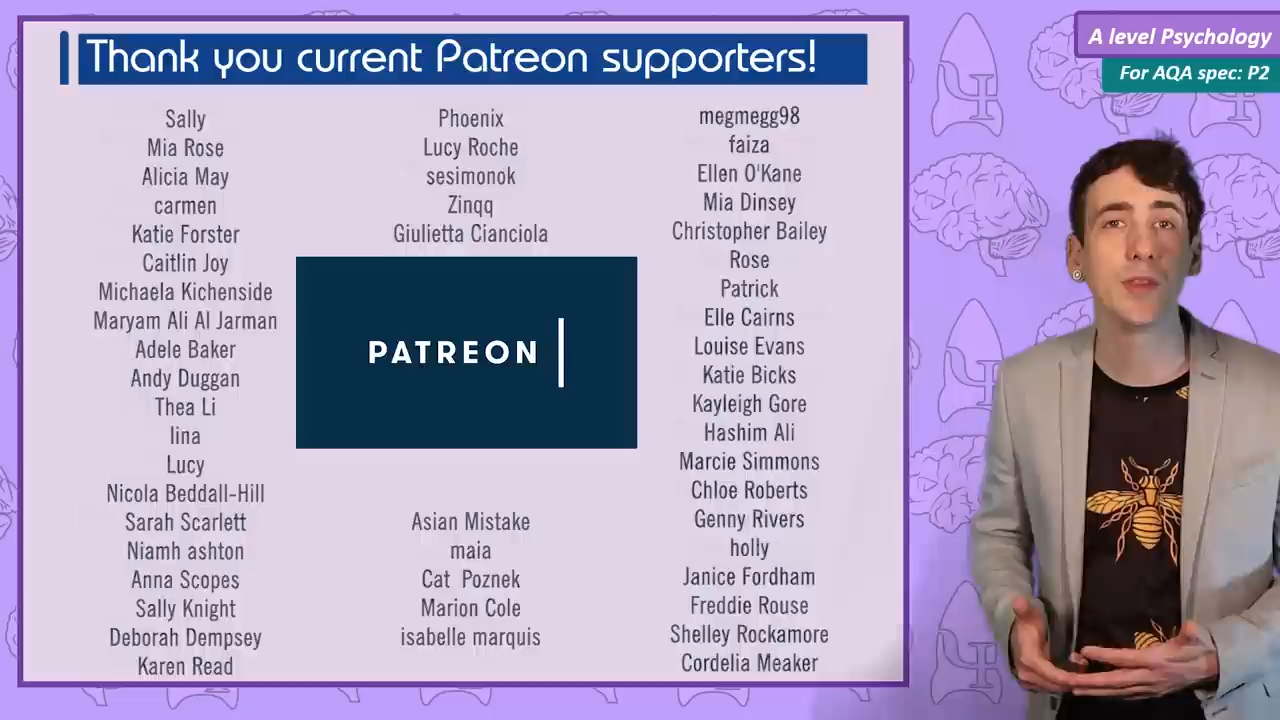 Thank you current Patreon supporters!
A level Psychology
For AQA spec: P2
Sally
Mia Rose
Alicia May
carmen
Katie Forster
Caitlin Joy
Michaela Kichenside
Maryam Ali Al Jarman
Adele Baker
Andy Duggan
Thea Li
lina
Lucy
Nicola Beddall-Hill
Sarah Scarlett
Niamh ashton
Anna Scopes
Sally Knight
Deborah Dempsey
Karen Read
Phoenix
Lucy Roche
sesimonok
Zinqq
Giulietta Cianciola
PATREON
Asian Mistake
maia
Cat Poznek
Marion Cole
isabelle marquis
megmegg98
faiza
Ellen O'Kane
Mia Dinsey
Christopher Bailey
Rose
Patrick
Elle Cairns
Louise Evans
Katie Bicks
Kayleigh Gore
Hashim Ali
Marcie Simmons
Chloe Roberts
Genny Rivers
holly
Janice Fordham
Freddie Rouse
Shelley Rockamore
Cordelia Meaker